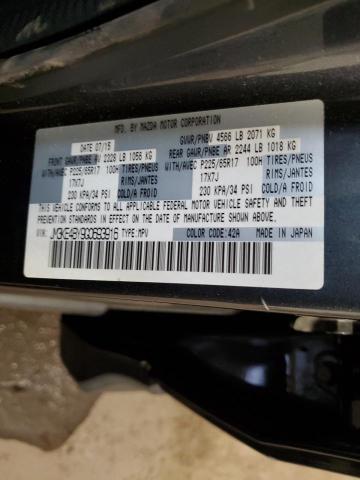 MFD. BY MAZDA MOTOR CORPORATION
DATE 07/15 GVWR/PNBV 4566 LB 2071 KG
FRONT GAWR/PNBE AV 2328 LB 1056 KG REAR GAWR/PNBE AR 2244 LB 1018 KG
WITH/AVEC P225/65R17 100H TIRES/PNEUS WITH/AVEC P225/65R17 100H TIRES/PNEUS
17X7J RIMS/JANTES 17X7J RIMS/JANTES
230 KPA/34 PSI COLD/A FROID 230 KPA/34 PSI COLD/A FROID
THIS VEHICLE CONFORMS TO ALL APPLICABLE FEDERAL MOTOR VEHICLE SAFETY AND
THEFT PREVENTION STANDARDS IN EFFECT ON THE DATE OF MANUFACTURE SHOWN ABOVE.
VIN: JM3KE4BY9G0693916 TYPE:MPV COLOR CODE:42A MADE IN JAPAN